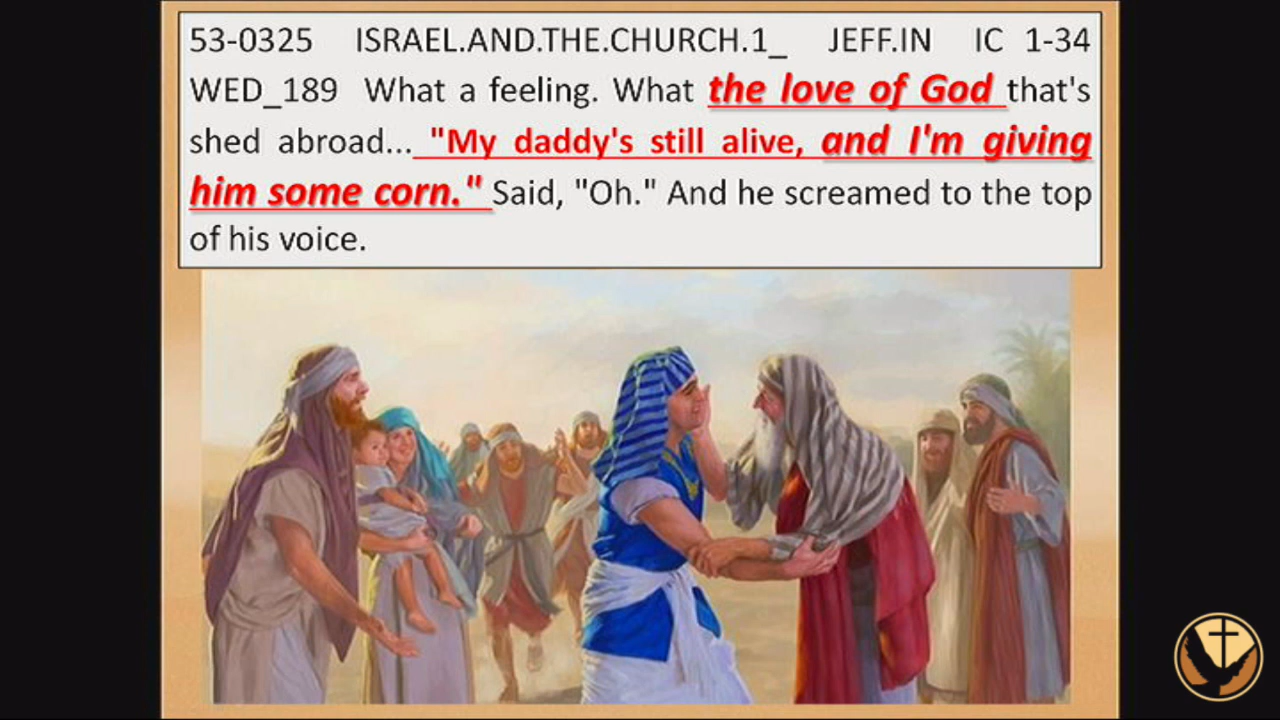 53-0325 ISRAEL.AND.THE.CHURCH.1_ JEFF.IN IC 1-34
WED_189 What a feeling. What the love of God that's
shed abroad... "My daddy's still alive, and I'm giving
him some corn." Said, "Oh." And he screamed to the top
of his voice.